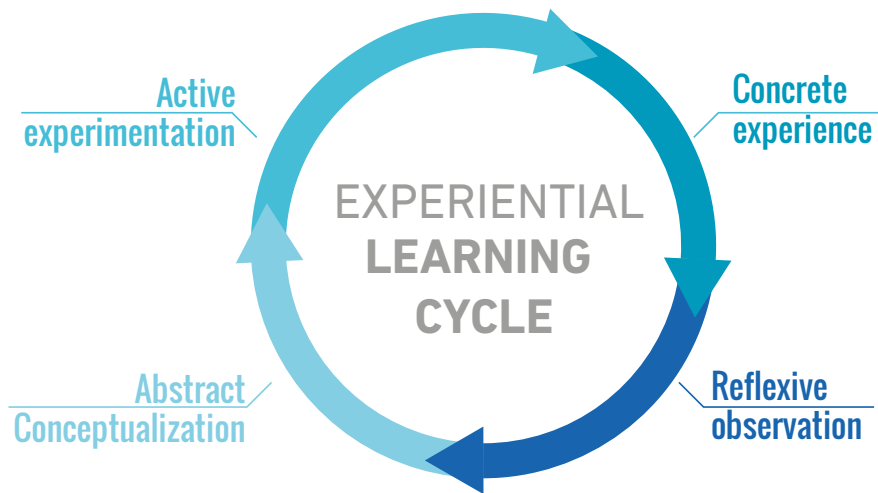 Active
experimentation
Concrete
experience
EXPERIENTIAL
LEARNING
CYCLE
Abstract
Conceptualization
Reflexive
observation